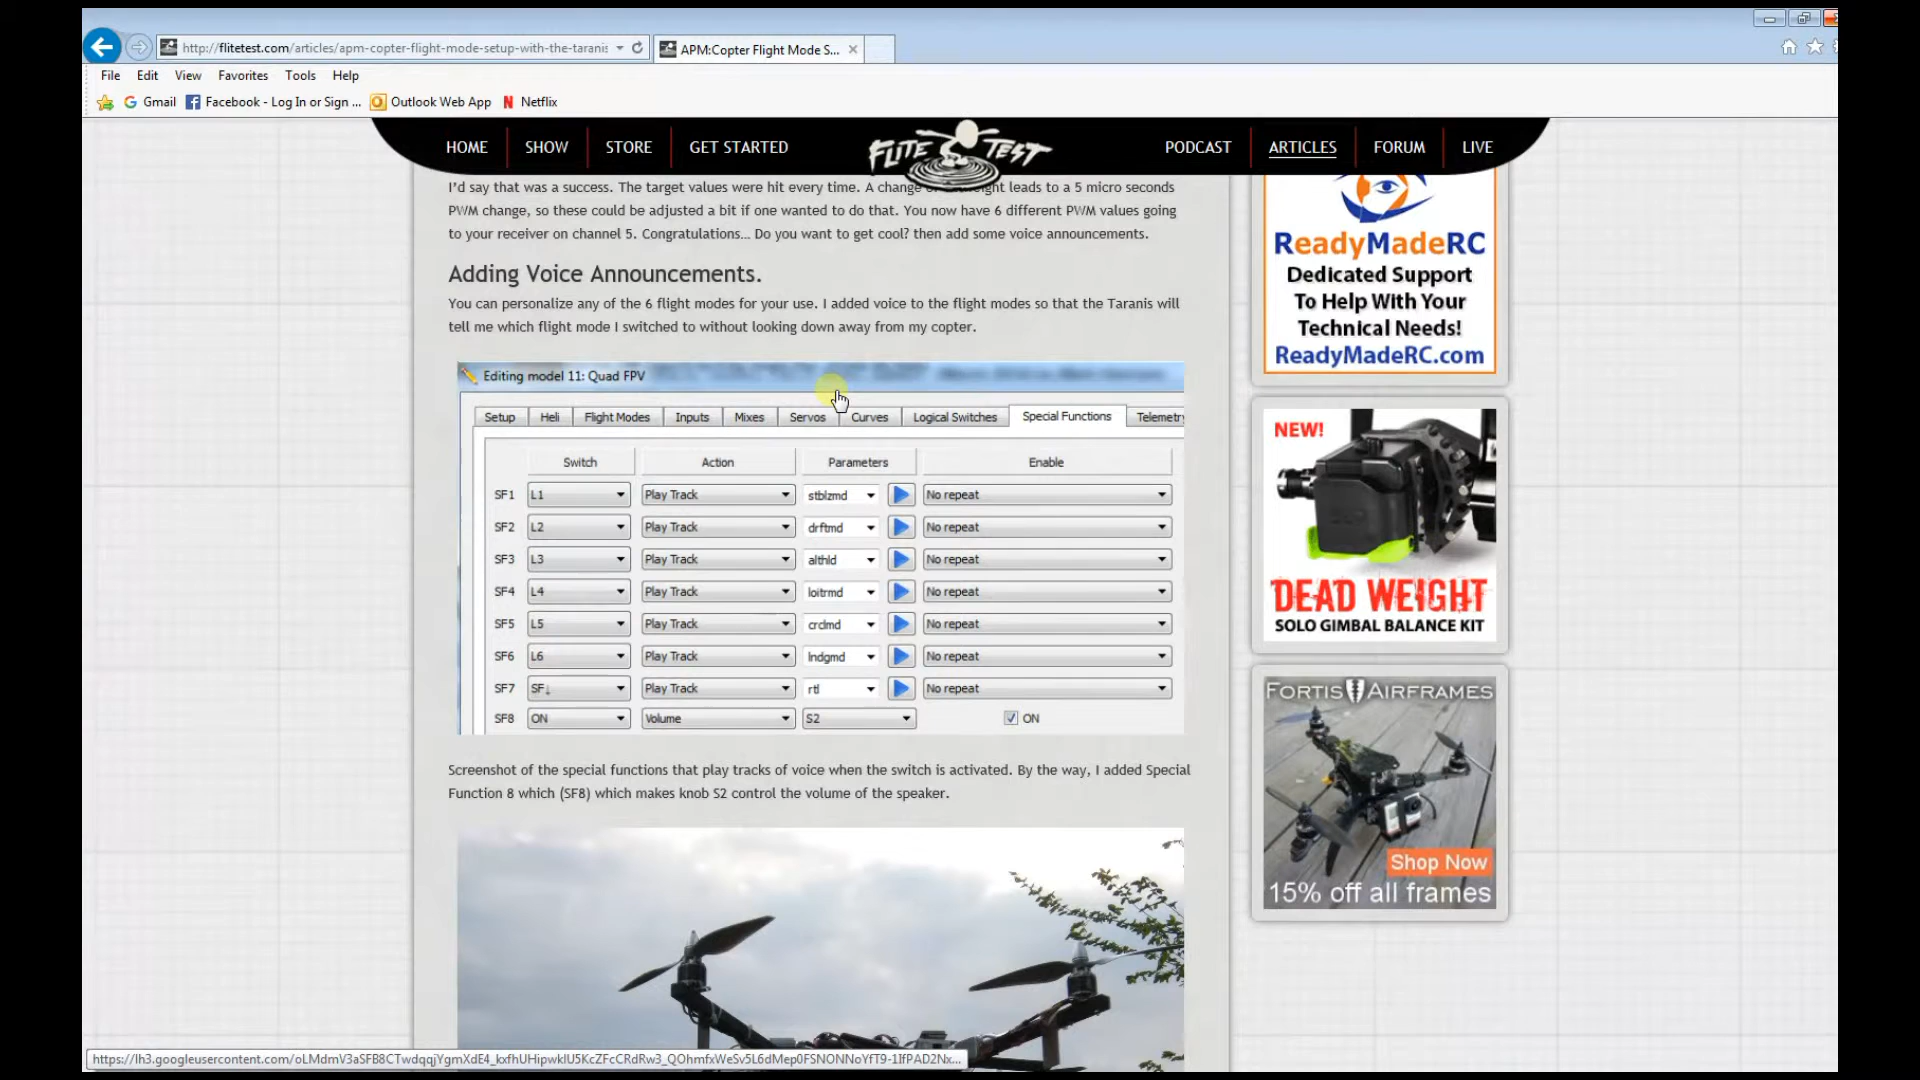 http://flitetest.com/articles/apm-copter-flight-mode-setup-with-the-taranis
APM:Copter Flight Mode S...
File Edit View Favorites Tools Help
Gmail Facebook - Log In or Sign ... Outlook Web App Netflix
HOME SHOW STORE GET STARTED FLITE TEST PODCAST ARTICLES FORUM LIVE
I'd say that was a success. The target values were hit every time. A change leads to a 5 micro seconds
PWM change, so these could be adjusted a bit if one wanted to do that. You now have 6 different PWM values going
to your receiver on channel 5. Congratulations... Do you want to get cool? then add some voice announcements.
Adding Voice Announcements.
You can personalize any of the 6 flight modes for your use. I added voice to the flight modes so that the Taranis will
tell me which flight mode I switched to without looking down away from my copter.
Editing model 11: Quad FPV
Setup Heli Flight Modes Inputs Mixes Servos Curves Logical Switches Special Functions Telemetry
Switch Action Parameters Enable
SF1 L1 Play Track stblzmd No repeat
SF2 L2 Play Track drftmd No repeat
SF3 L3 Play Track althld No repeat
SF4 L4 Play Track loitrmd No repeat
SF5 L5 Play Track crclmd No repeat
SF6 L6 Play Track lndgmd No repeat
SF7 SF↓ Play Track rtl No repeat
SF8 ON Volume S2 ON
Screenshot of the special functions that play tracks of voice when the switch is activated. By the way, I added Special
Function 8 which (SF8) which makes knob S2 control the volume of the speaker.
ReadyMadeRC
Dedicated Support
To Help With Your
Technical Needs!
ReadyMadeRC.com
NEW!
DEAD WEIGHT
SOLO GIMBAL BALANCE KIT
FORTIS AIRFRAMES
Shop Now
15% off all frames